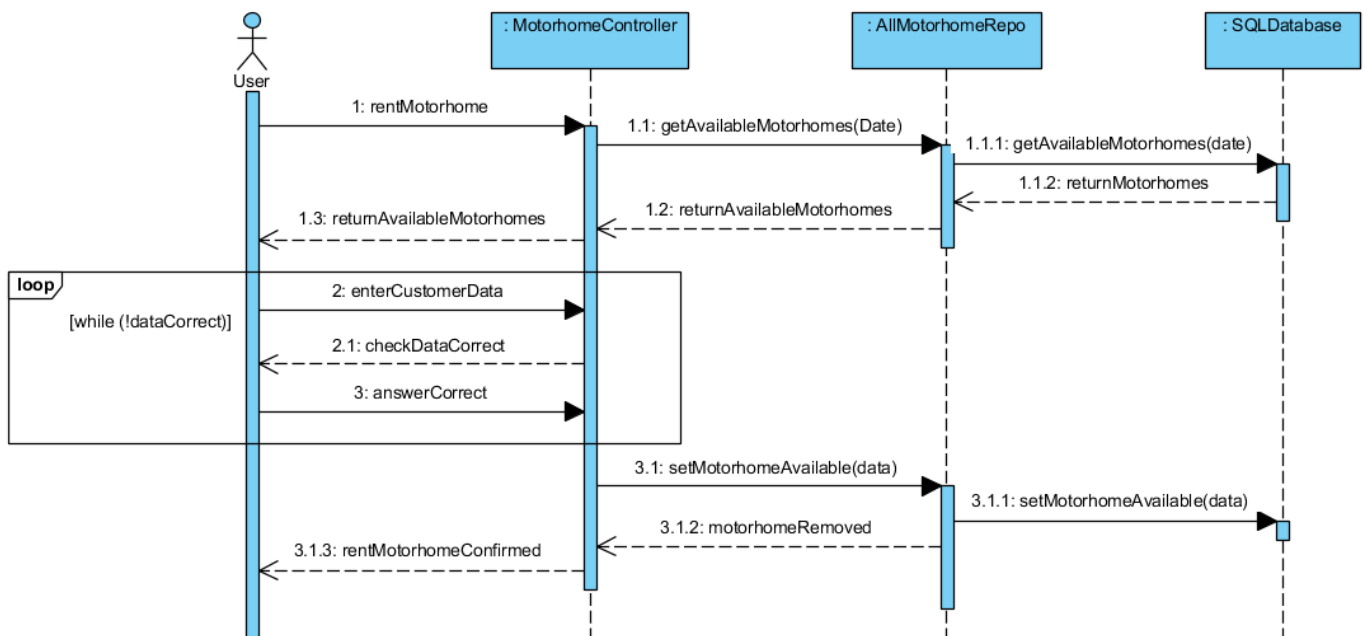 : MotorhomeController
: AllMotorhomeRepo
: SQLDatabase
User
1: rentMotorhome
1.1: getAvailableMotorhomes(Date)
1.1.1: getAvailableMotorhomes(date)
1.1.2: returnMotorhomes
1.2: returnAvailableMotorhomes
1.3: returnAvailableMotorhomes
loop
2: enterCustomerData
[while (!dataCorrect)]
2.1: checkDataCorrect
3: answerCorrect
3.1: setMotorhomeAvailable(data)
3.1.1: setMotorhomeAvailable(data)
3.1.2: motorhomeRemoved
3.1.3: rentMotorhomeConfirmed